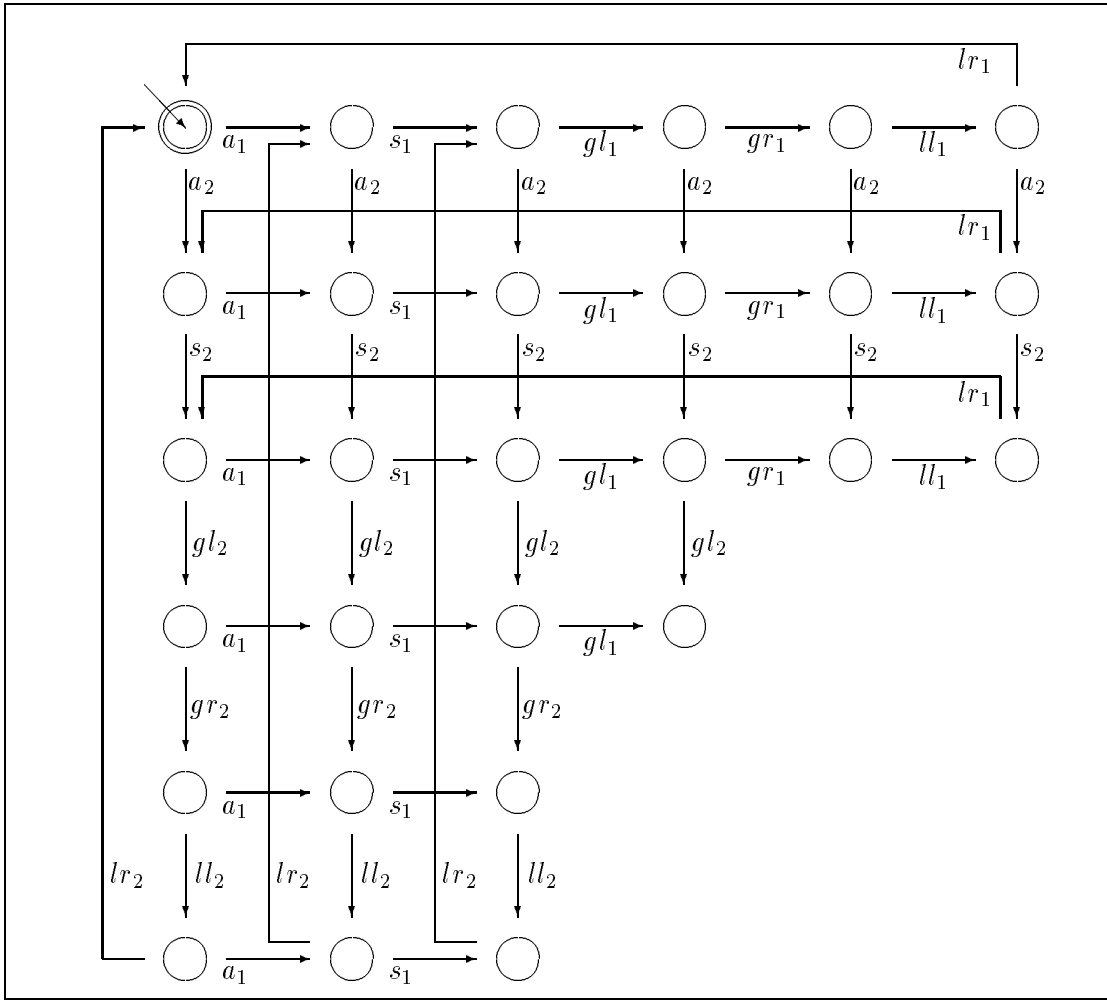 lr₁
a₁ s₁ gl₁ gr₁ ll₁
a₂ a₂ a₂ a₂ a₂ a₂
lr₁
a₁ s₁ gl₁ gr₁ ll₁
s₂ s₂ s₂ s₂ s₂ s₂
lr₁
a₁ s₁ gl₁ gr₁ ll₁
gl₂ gl₂ gl₂ gl₂
a₁ s₁ gl₁
gr₂ gr₂ gr₂
a₁ s₁
lr₂ ll₂ lr₂ ll₂ lr₂ ll₂
a₁ s₁